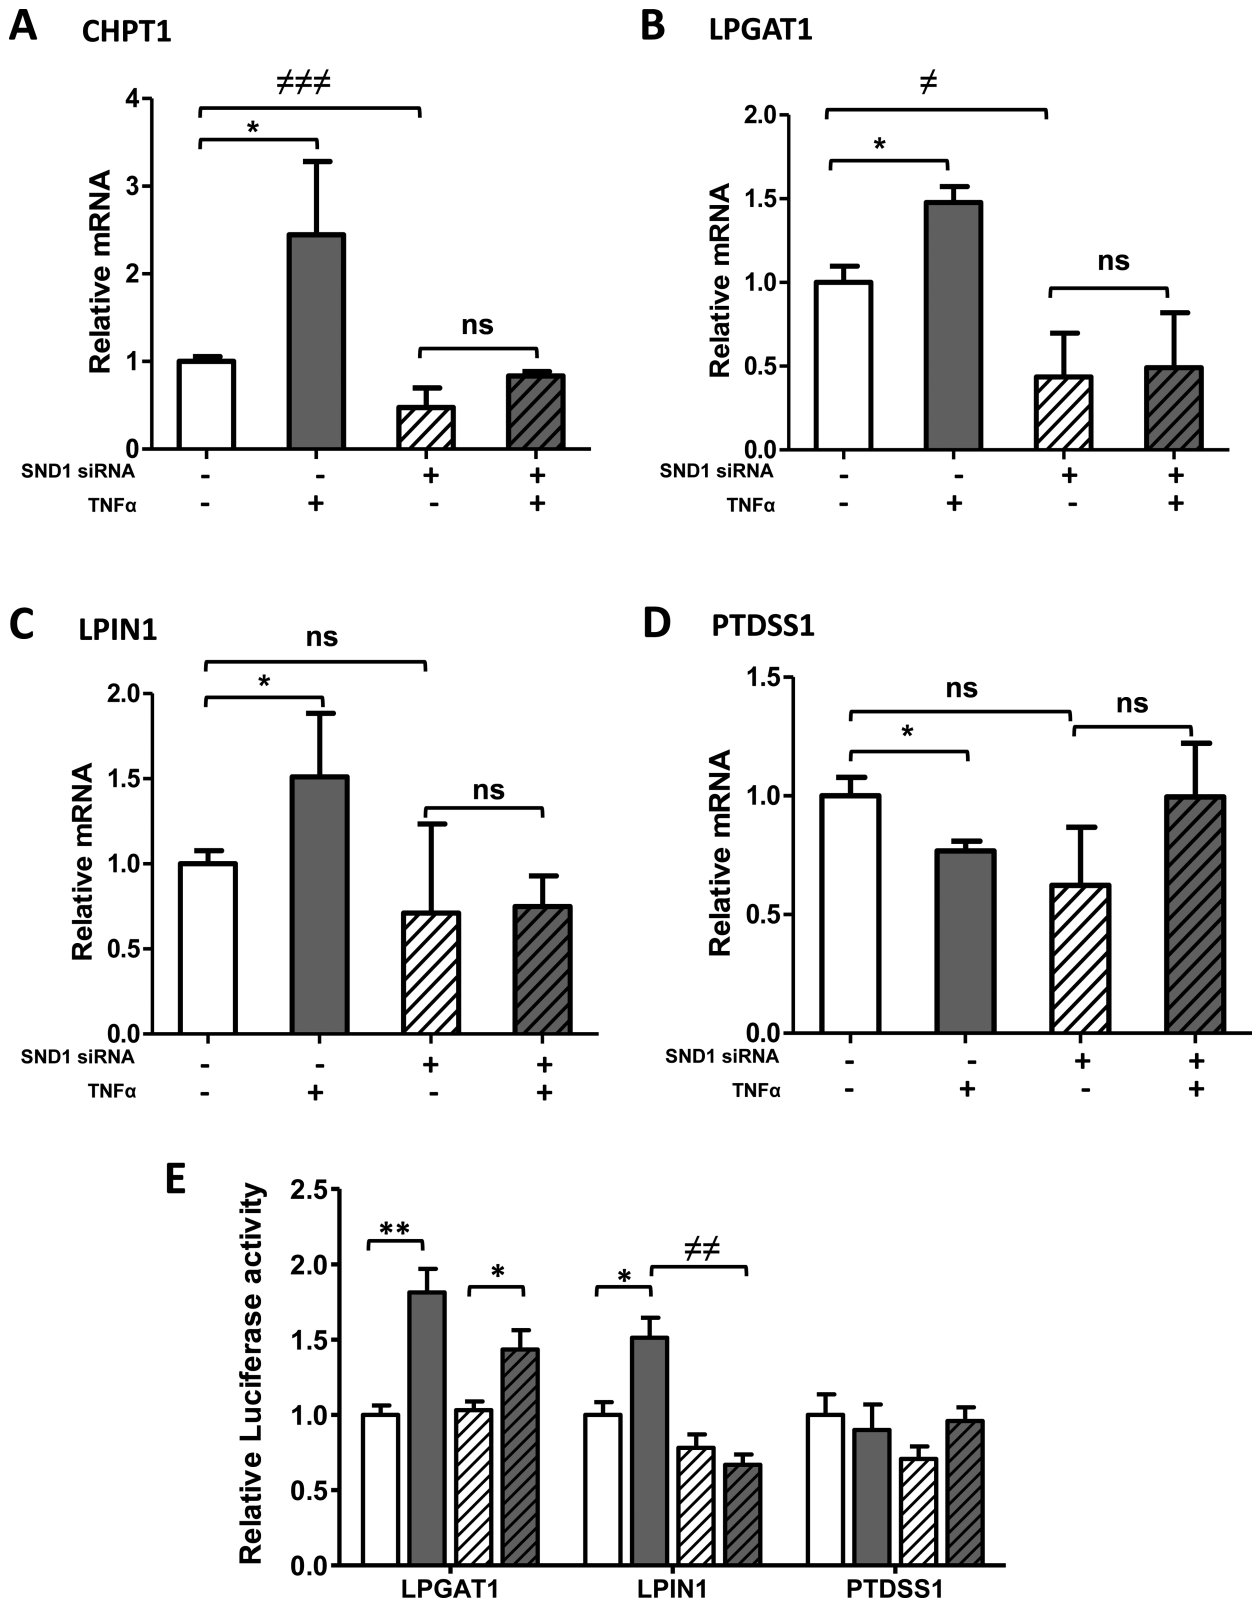 A CHPT1
≠≠≠
*
ns
Relative mRNA
4
3
2
1
0
SND1 siRNA - - + +
TNFα - + - +
B LPGAT1
≠
*
ns
Relative mRNA
2.0
1.5
1.0
0.5
0.0
SND1 siRNA - - + +
TNFα - + - +
C LPIN1
ns
*
ns
Relative mRNA
2.0
1.5
1.0
0.5
0.0
SND1 siRNA - - + +
TNFα - + - +
D PTDSS1
ns
ns
*
Relative mRNA
1.5
1.0
0.5
0.0
SND1 siRNA - - + +
TNFα - + - +
E
Relative Luciferase activity
2.5
2.0
1.5
1.0
0.5
0.0
** * * ≠≠
LPGAT1 LPIN1 PTDSS1